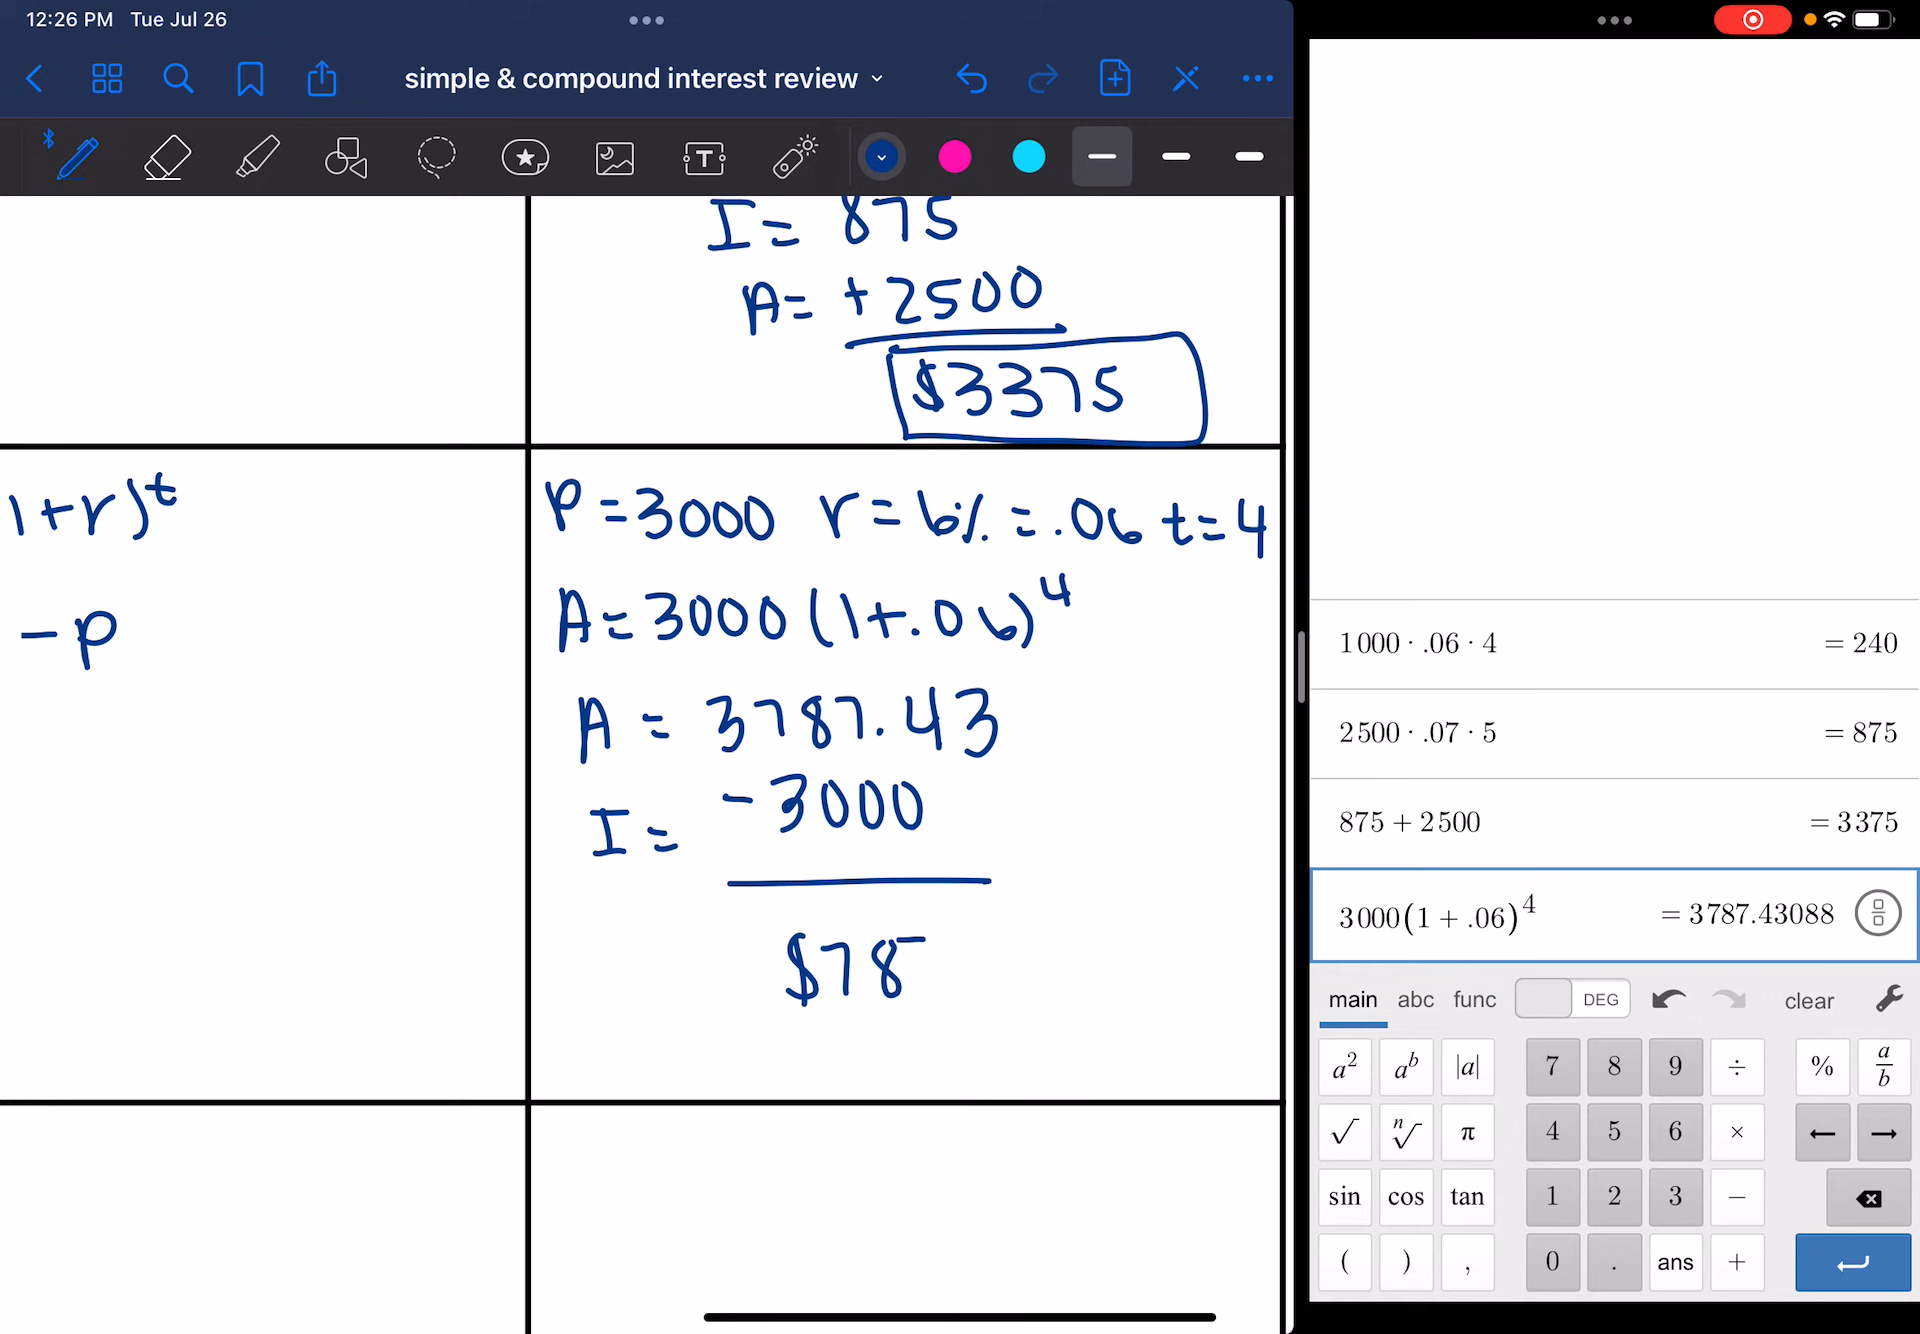 12:26 PM Tue Jul 26
simple & compound interest review
T
I = 875
A = + 2500
$3375
1+r)^t
- P
P = 3000 r = 6% = .06 t = 4
A = 3000 (1+.06)^4
A = 3787.43
- 3000
I =
$78
1000 · .06 · 4 = 240
2500 · .07 · 5 = 875
875 + 2500 = 3375
3000(1 + .06)^4 = 3787.43088
main abc func DEG clear
a² a^b |a| 7 8 9 ÷ % a/b
√ ⁿ√ π 4 5 6 × ← →
sin cos tan 1 2 3 −
( ) , 0 . ans +